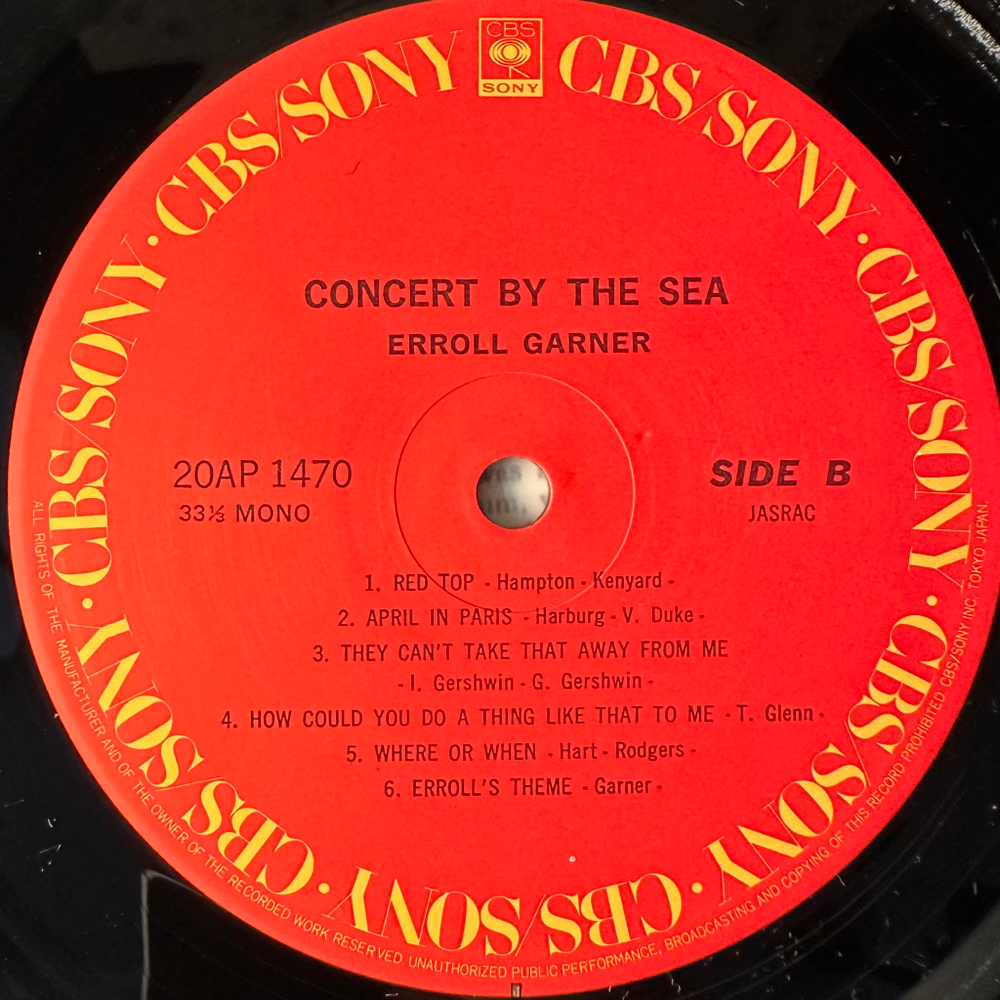 CBS
SONY
CBS/SONY · CBS/SONY · CBS/SONY · CBS/SONY · CBS/SONY · CBS/SONY · CBS/SONY · CBS/SONY
CONCERT BY THE SEA
ERROLL GARNER
20AP 1470
33⅓ MONO
SIDE B
JASRAC
1. RED TOP - Hampton - Kenyard -
2. APRIL IN PARIS - Harburg - V. Duke -
3. THEY CAN'T TAKE THAT AWAY FROM ME
- I. Gershwin - G. Gershwin -
4. HOW COULD YOU DO A THING LIKE THAT TO ME - T. Glenn -
5. WHERE OR WHEN - Hart - Rodgers -
6. ERROLL'S THEME - Garner -
ALL RIGHTS OF THE MANUFACTURER AND OF THE OWNER OF THE RECORDED WORK RESERVED UNAUTHORIZED PUBLIC PERFORMANCE, BROADCASTING AND COPYING OF THIS RECORD PROHIBITED CBS/SONY INC. TOKYO JAPAN